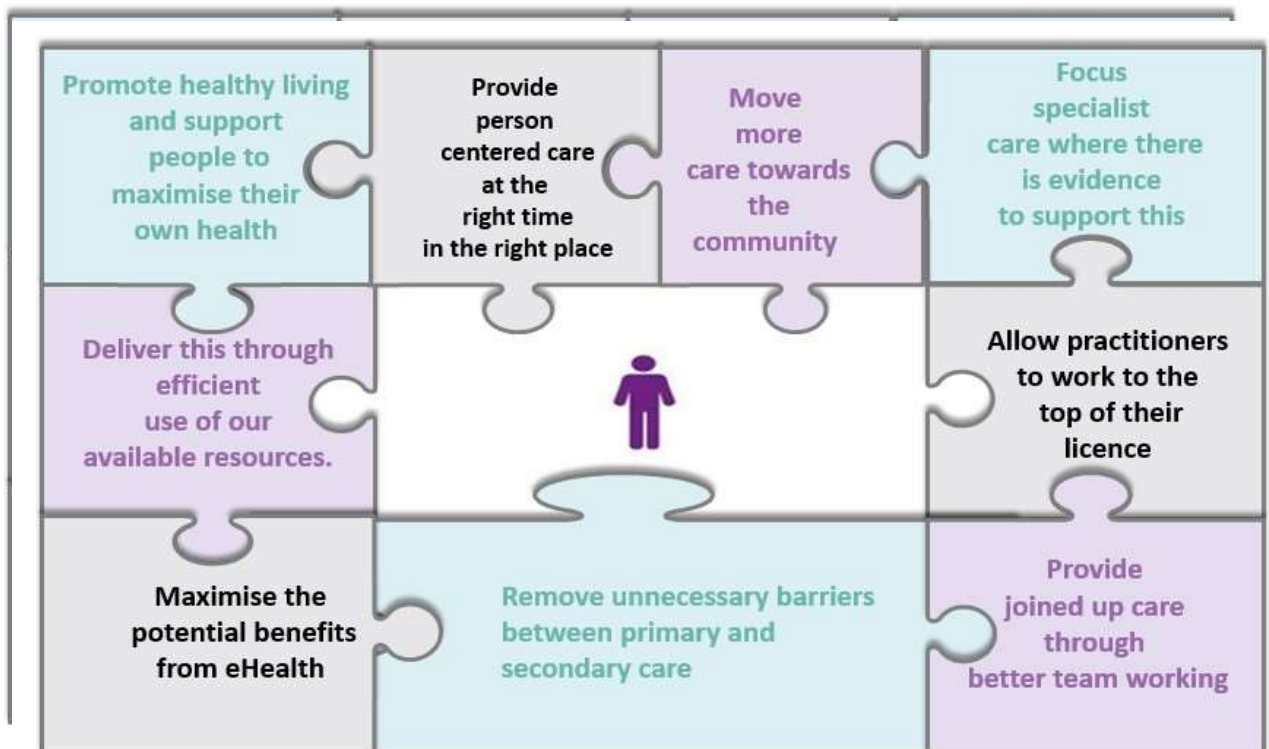 Promote healthy living
and support
people to
maximise their
own health
Provide
person
centered care
at the
right time
in the right place
Move
more
care towards
the
community
Focus
specialist
care where there
is evidence
to support this
Deliver this through
efficient
use of our
available resources.
Allow practitioners
to work to the
top of their
licence
Maximise the
potential benefits
from eHealth
Remove unnecessary barriers
between primary and
secondary care
Provide
joined up care
through
better team working